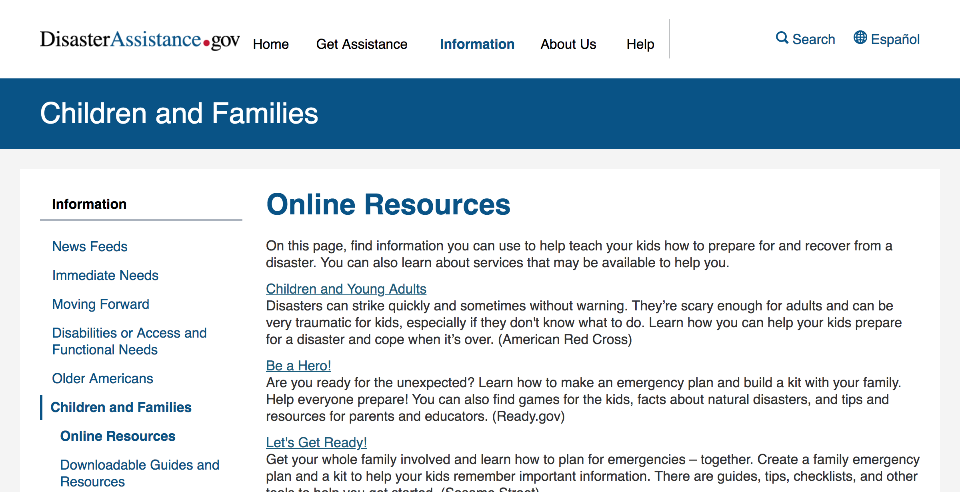 DisasterAssistance.gov
Home
Get Assistance
Information
About Us
Help
Search
Español
Children and Families
Information
News Feeds
Immediate Needs
Moving Forward
Disabilities or Access and
Functional Needs
Older Americans
Children and Families
Online Resources
Downloadable Guides and
Resources
Online Resources
On this page, find information you can use to help teach your kids how to prepare for and recover from a
disaster. You can also learn about services that may be available to help you.
Children and Young Adults
Disasters can strike quickly and sometimes without warning. They’re scary enough for adults and can be
very traumatic for kids, especially if they don't know what to do. Learn how you can help your kids prepare
for a disaster and cope when it’s over. (American Red Cross)
Be a Hero!
Are you ready for the unexpected? Learn how to make an emergency plan and build a kit with your family.
Help everyone prepare! You can also find games for the kids, facts about natural disasters, and tips and
resources for parents and educators. (Ready.gov)
Let's Get Ready!
Get your whole family involved and learn how to plan for emergencies – together. Create a family emergency
plan and a kit to help your kids remember important information. There are guides, tips, checklists, and other
tools to help you get started. (Sesame Street)